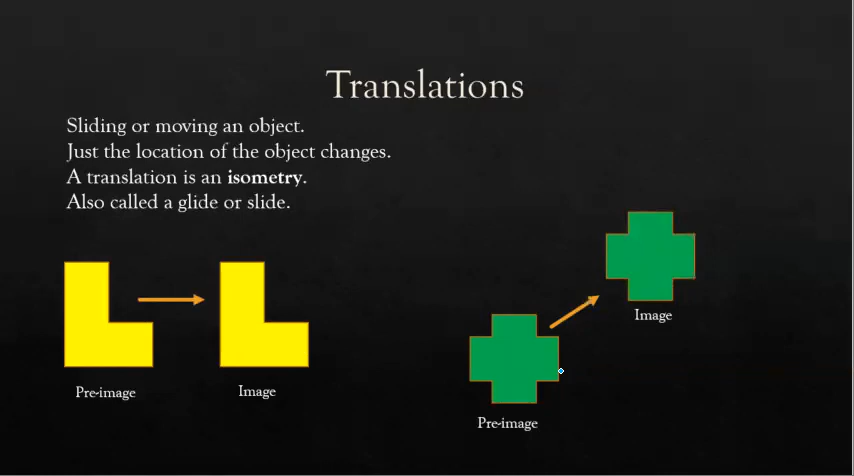 Translations
Sliding or moving an object.
Just the location of the object changes.
A translation is an isometry.
Also called a glide or slide.
Pre-image
Image
Pre-image
Image